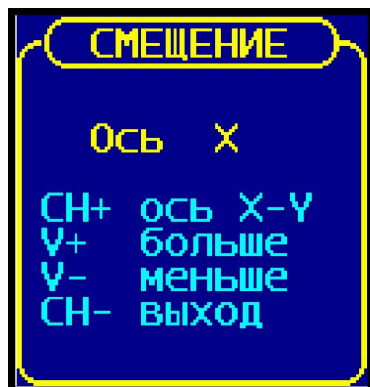 СМЕЩЕНИЕ
Ось X
CH+ ось X-Y
V+ больше
V- меньше
CH- выход